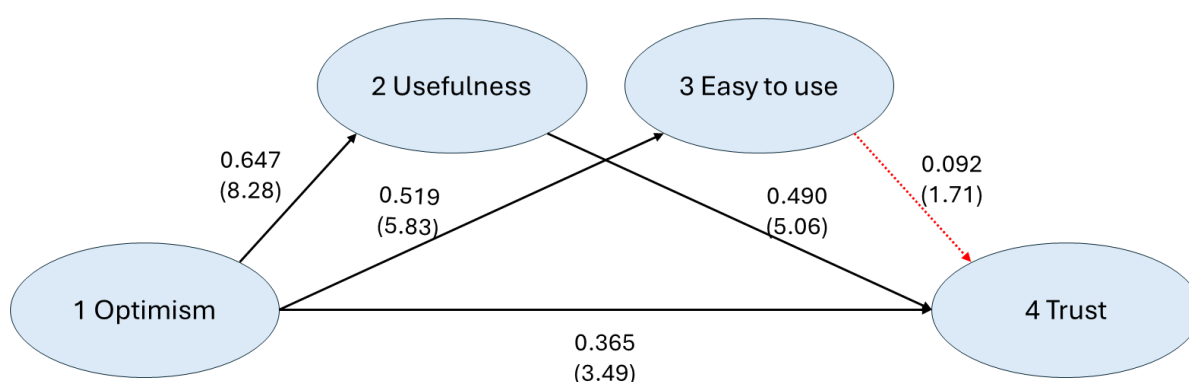 2 Usefulness
3 Easy to use
0.647
(8.28)
0.519
(5.83)
0.490
(5.06)
0.092
(1.71)
1 Optimism
4 Trust
0.365
(3.49)